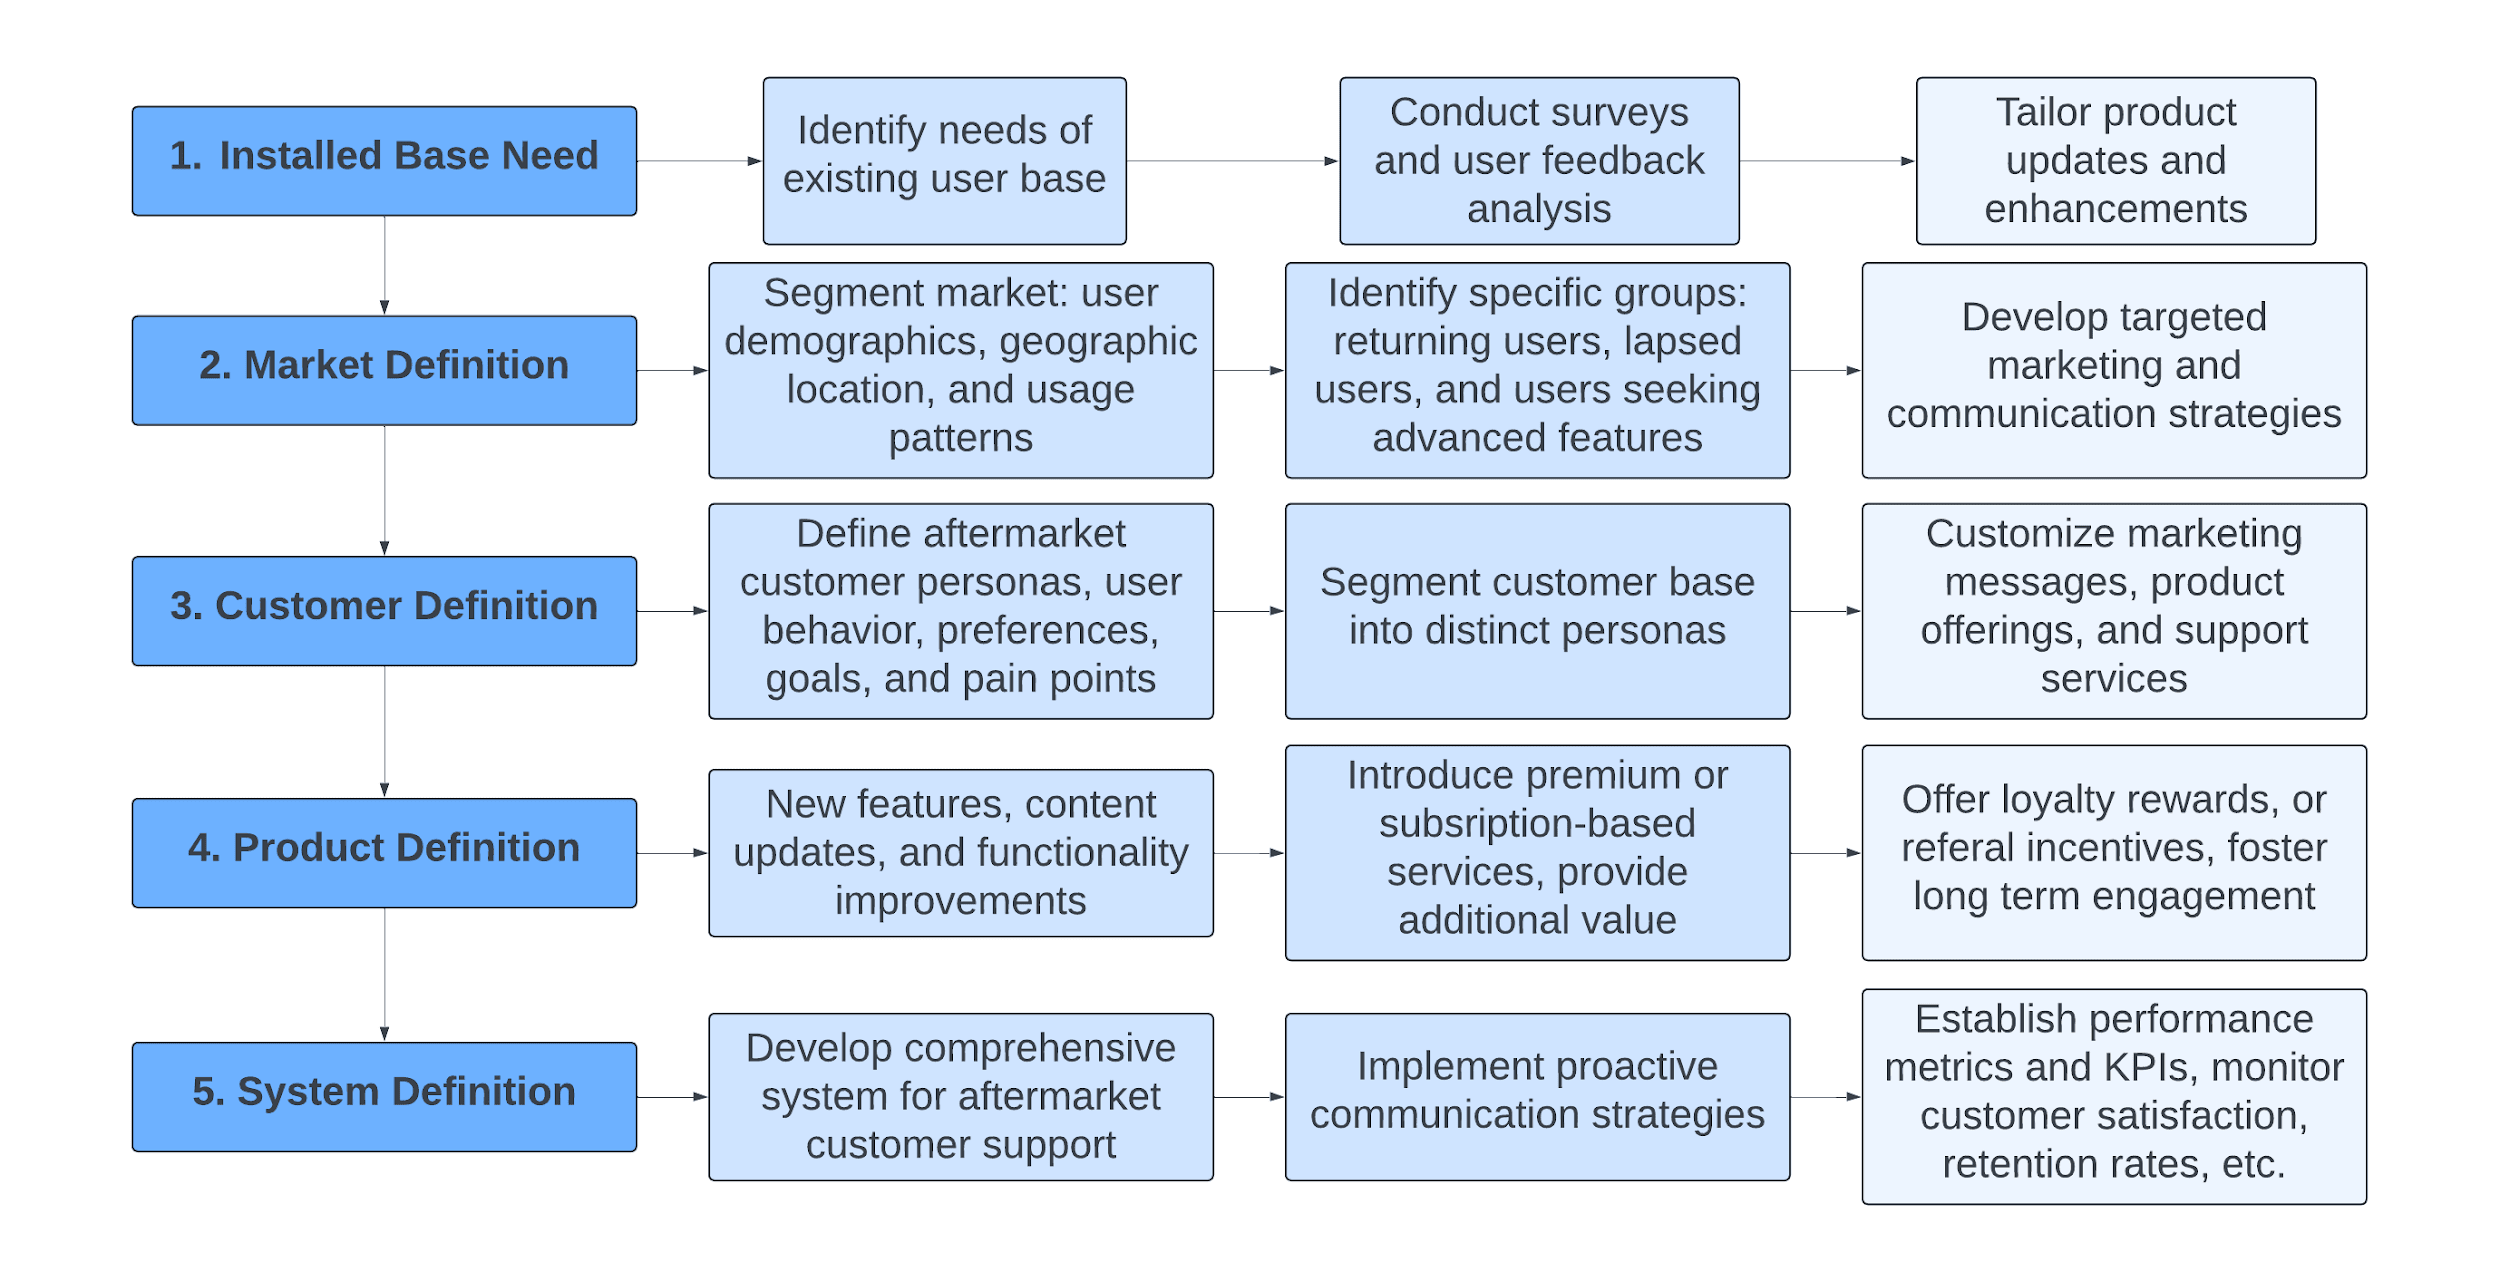 1. Installed Base Need
Identify needs of
existing user base
Conduct surveys
and user feedback
analysis
Tailor product
updates and
enhancements
2. Market Definition
Segment market: user
demographics, geographic
location, and usage
patterns
Identify specific groups:
returning users, lapsed
users, and users seeking
advanced features
Develop targeted
marketing and
communication strategies
3. Customer Definition
Define aftermarket
customer personas, user
behavior, preferences,
goals, and pain points
Segment customer base
into distinct personas
Customize marketing
messages, product
offerings, and support
services
4. Product Definition
New features, content
updates, and functionality
improvements
Introduce premium or
subsription-based
services, provide
additional value
Offer loyalty rewards, or
referal incentives, foster
long term engagement
5. System Definition
Develop comprehensive
system for aftermarket
customer support
Implement proactive
communication strategies
Establish performance
metrics and KPIs, monitor
customer satisfaction,
retention rates, etc.